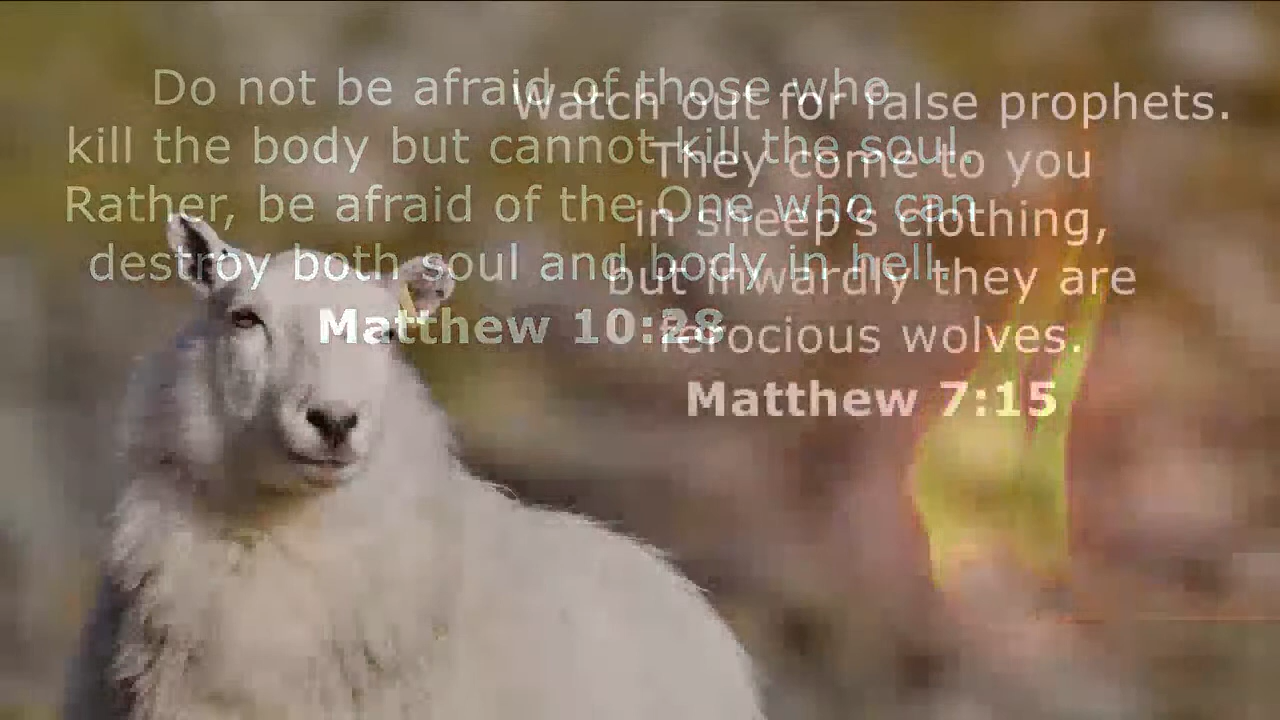 Do not be afraid of those who
kill the body but cannot kill the soul.
Rather, be afraid of the One who can
destroy both soul and body in hell.
Matthew 10:28
Watch out for false prophets.
They come to you
in sheep's clothing,
but inwardly they are
ferocious wolves.
Matthew 7:15